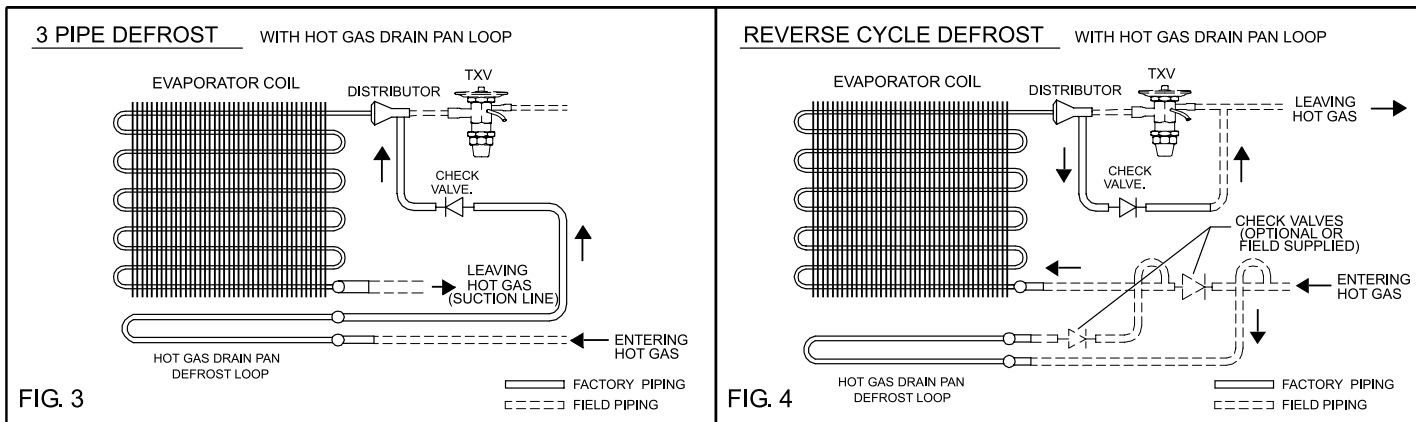 3 PIPE DEFROST WITH HOT GAS DRAIN PAN LOOP
EVAPORATOR COIL
DISTRIBUTOR
TXV
CHECK
VALVE.
LEAVING
HOT GAS
(SUCTION LINE)
ENTERING
HOT GAS
HOT GAS DRAIN PAN
DEFROST LOOP
FACTORY PIPING
FIELD PIPING
FIG. 3
REVERSE CYCLE DEFROST WITH HOT GAS DRAIN PAN LOOP
EVAPORATOR COIL
DISTRIBUTOR
TXV
LEAVING
HOT GAS
CHECK
VALVE.
CHECK VALVES
(OPTIONAL OR
FIELD SUPPLIED)
ENTERING
HOT GAS
HOT GAS DRAIN PAN
DEFROST LOOP
FACTORY PIPING
FIELD PIPING
FIG. 4